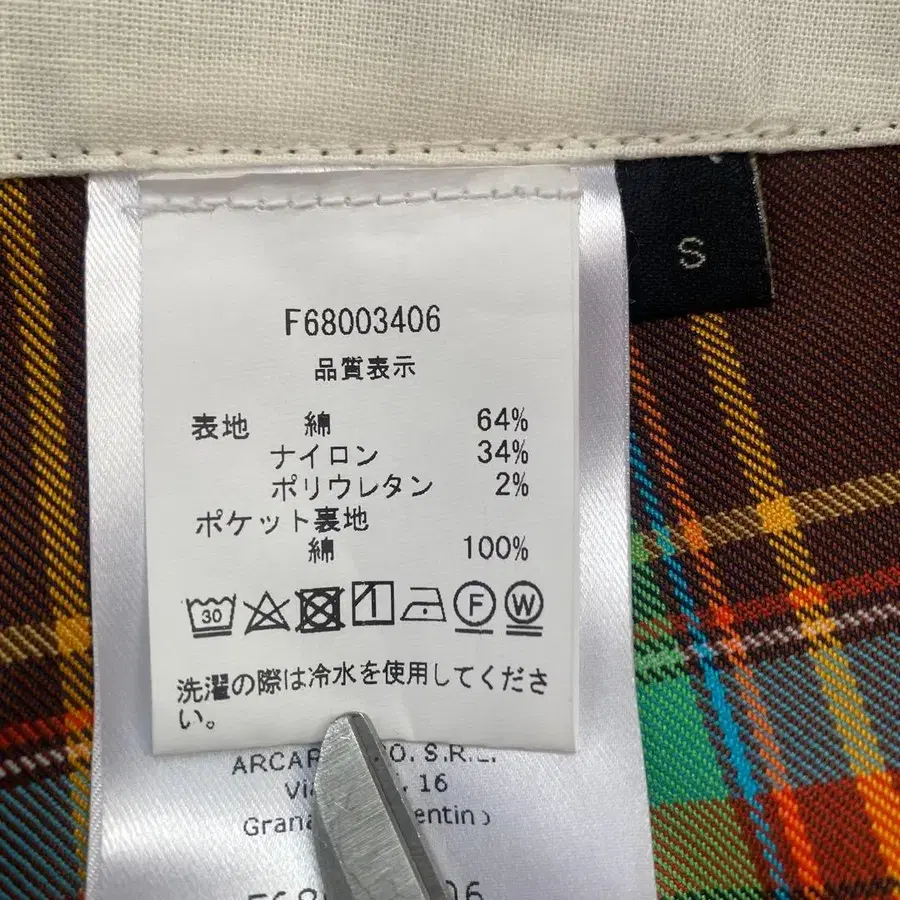 S
F68003406
品質表示
表地 綿 64%
ナイロン 34%
ポリウレタン 2%
ポケット裏地
綿 100%
30 F W
洗濯の際は冷水を使用してくださ
い。
S.R.L.
16